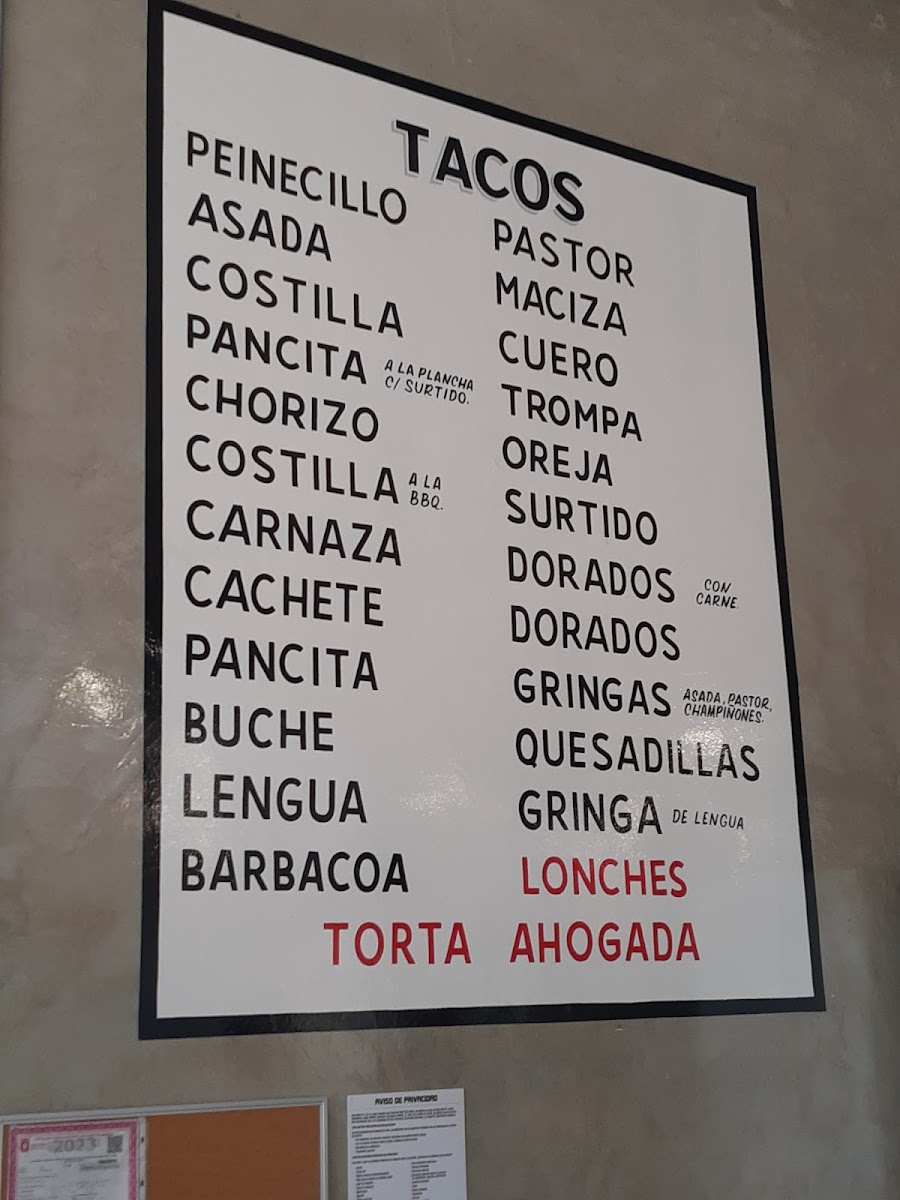 TACOS
PEINECILLO
ASADA
COSTILLA
PANCITA A LA PLANCHA
C/ SURTIDO.
CHORIZO
COSTILLA A LA
BBQ.
CARNAZA
CACHETE
PANCITA
BUCHE
LENGUA
BARBACOA
PASTOR
MACIZA
CUERO
TROMPA
OREJA
SURTIDO
DORADOS CON
CARNE.
DORADOS
GRINGAS ASADA, PASTOR,
CHAMPIÑONES.
QUESADILLAS
GRINGA DE LENGUA
LONCHES
TORTA AHOGADA
AVISO DE PRIVACIDAD
2023